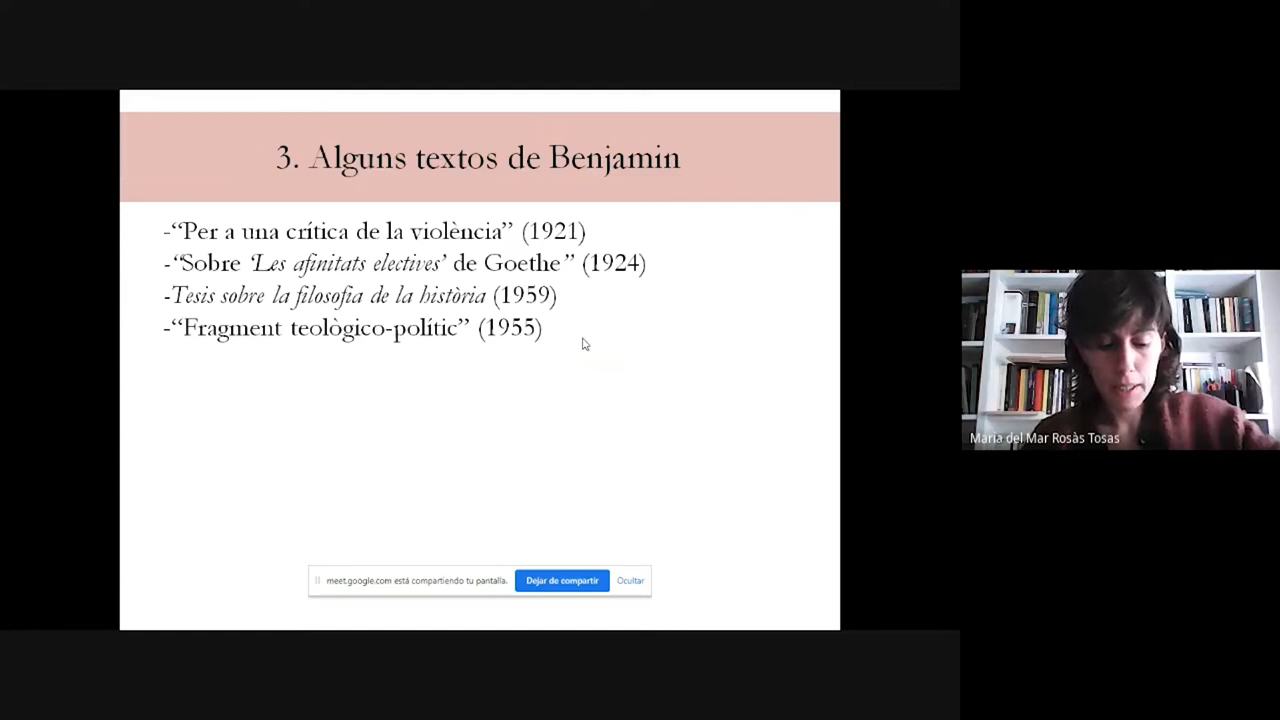 3. Alguns textos de Benjamin
-“Per a una crítica de la violència” (1921)
-“Sobre ‘Les afinitats electives’ de Goethe” (1924)
-Tesis sobre la filosofia de la història (1959)
-“Fragment teològico-polític” (1955)
meet.google.com está compartiendo tu pantalla. Dejar de compartir Ocultar
Maria del Mar Rosàs Tosas